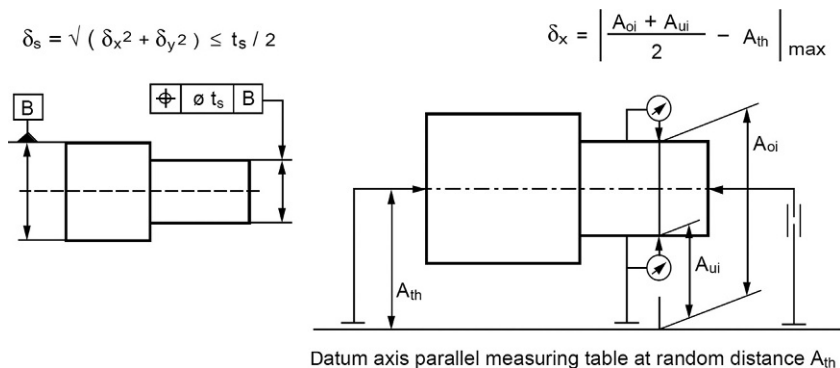 δs = √ ( δx² + δy² ) ≤ ts / 2
δx = | Aoi + Aui / 2 − Ath | max
B
⌖ ø ts B
Aoi
Aui
Ath
Datum axis parallel measuring table at random distance Ath